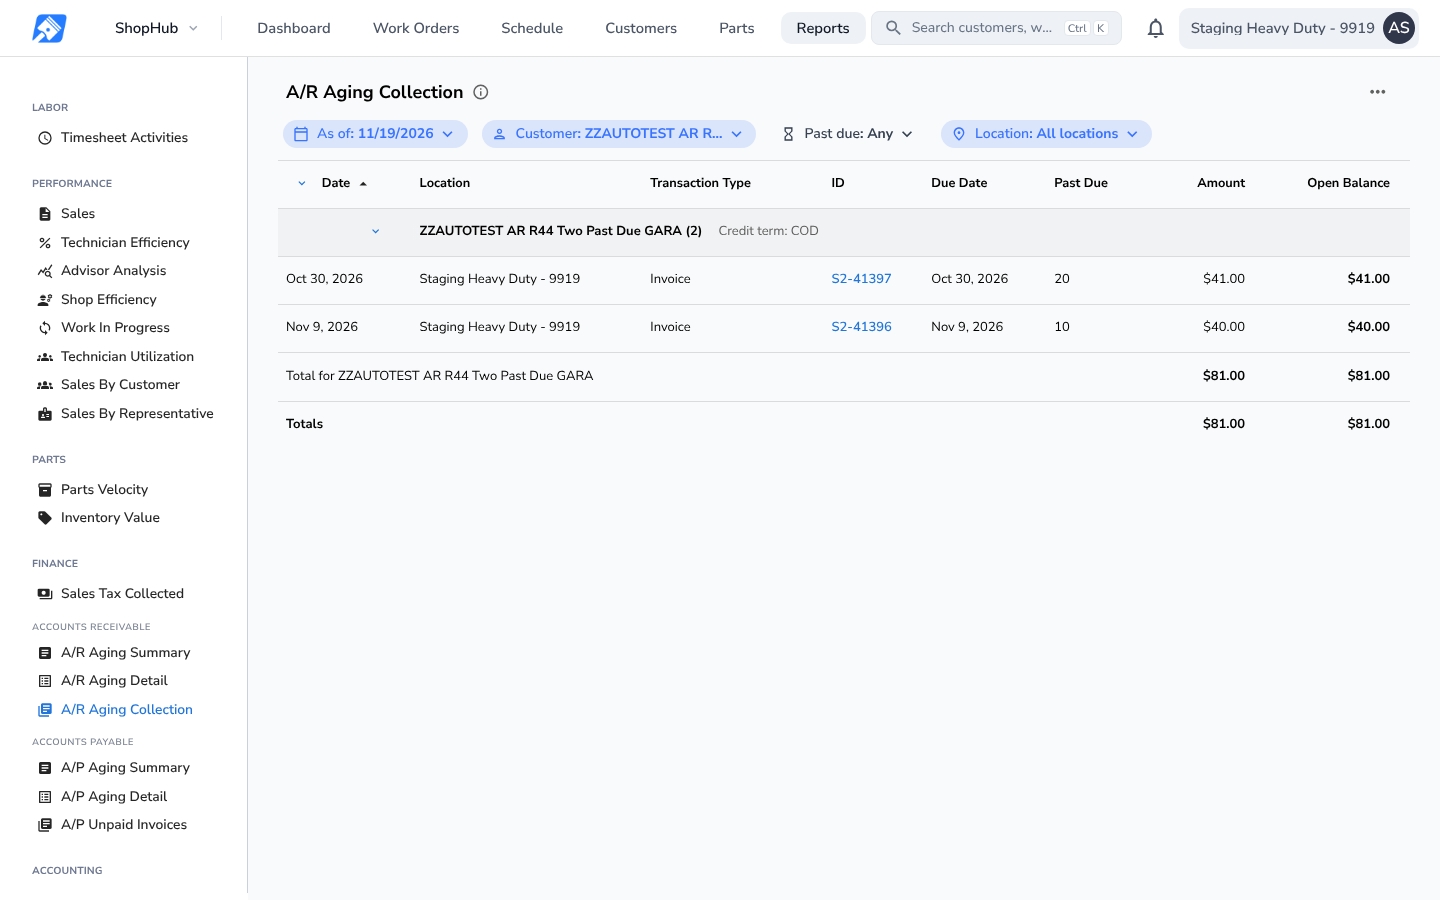 ShopHub
Dashboard
Work Orders
Schedule
Customers
Parts
Reports
Search customers, w...
Ctrl
K
Staging Heavy Duty - 9919
AS
LABOR
Timesheet Activities
PERFORMANCE
Sales
Technician Efficiency
Advisor Analysis
Shop Efficiency
Work In Progress
Technician Utilization
Sales By Customer
Sales By Representative
PARTS
Parts Velocity
Inventory Value
FINANCE
Sales Tax Collected
ACCOUNTS RECEIVABLE
A/R Aging Summary
A/R Aging Detail
A/R Aging Collection
ACCOUNTS PAYABLE
A/P Aging Summary
A/P Aging Detail
A/P Unpaid Invoices
ACCOUNTING
A/R Aging Collection
As of: 11/19/2026
Customer: ZZAUTOTEST AR R...
Past due: Any
Location: All locations
Date Location Transaction Type ID Due Date Past Due Amount Open Balance
ZZAUTOTEST AR R44 Two Past Due GARA (2) Credit term: COD
Oct 30, 2026 Staging Heavy Duty - 9919 Invoice S2-41397 Oct 30, 2026 20 $41.00 $41.00
Nov 9, 2026 Staging Heavy Duty - 9919 Invoice S2-41396 Nov 9, 2026 10 $40.00 $40.00
Total for ZZAUTOTEST AR R44 Two Past Due GARA $81.00 $81.00
Totals $81.00 $81.00